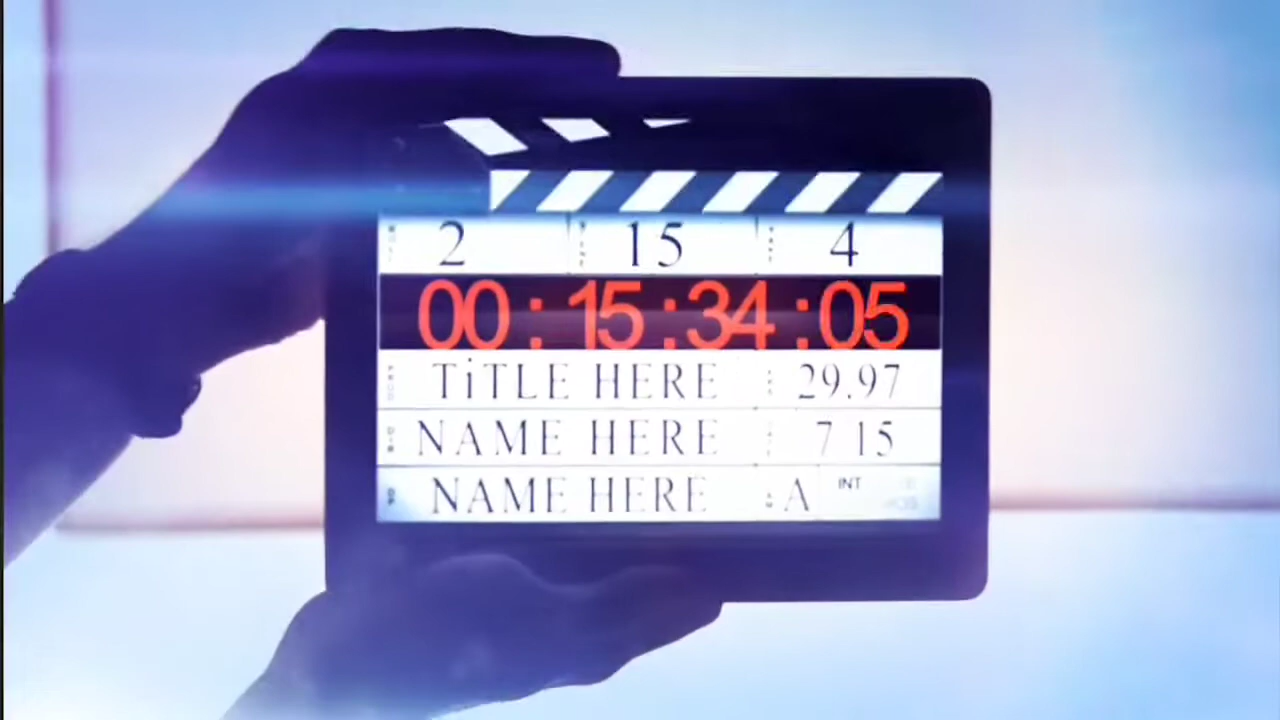 2 15 4
00:15:34:05
TiTLE HERE 29.97
NAME HERE 7 15
NAME HERE A INT